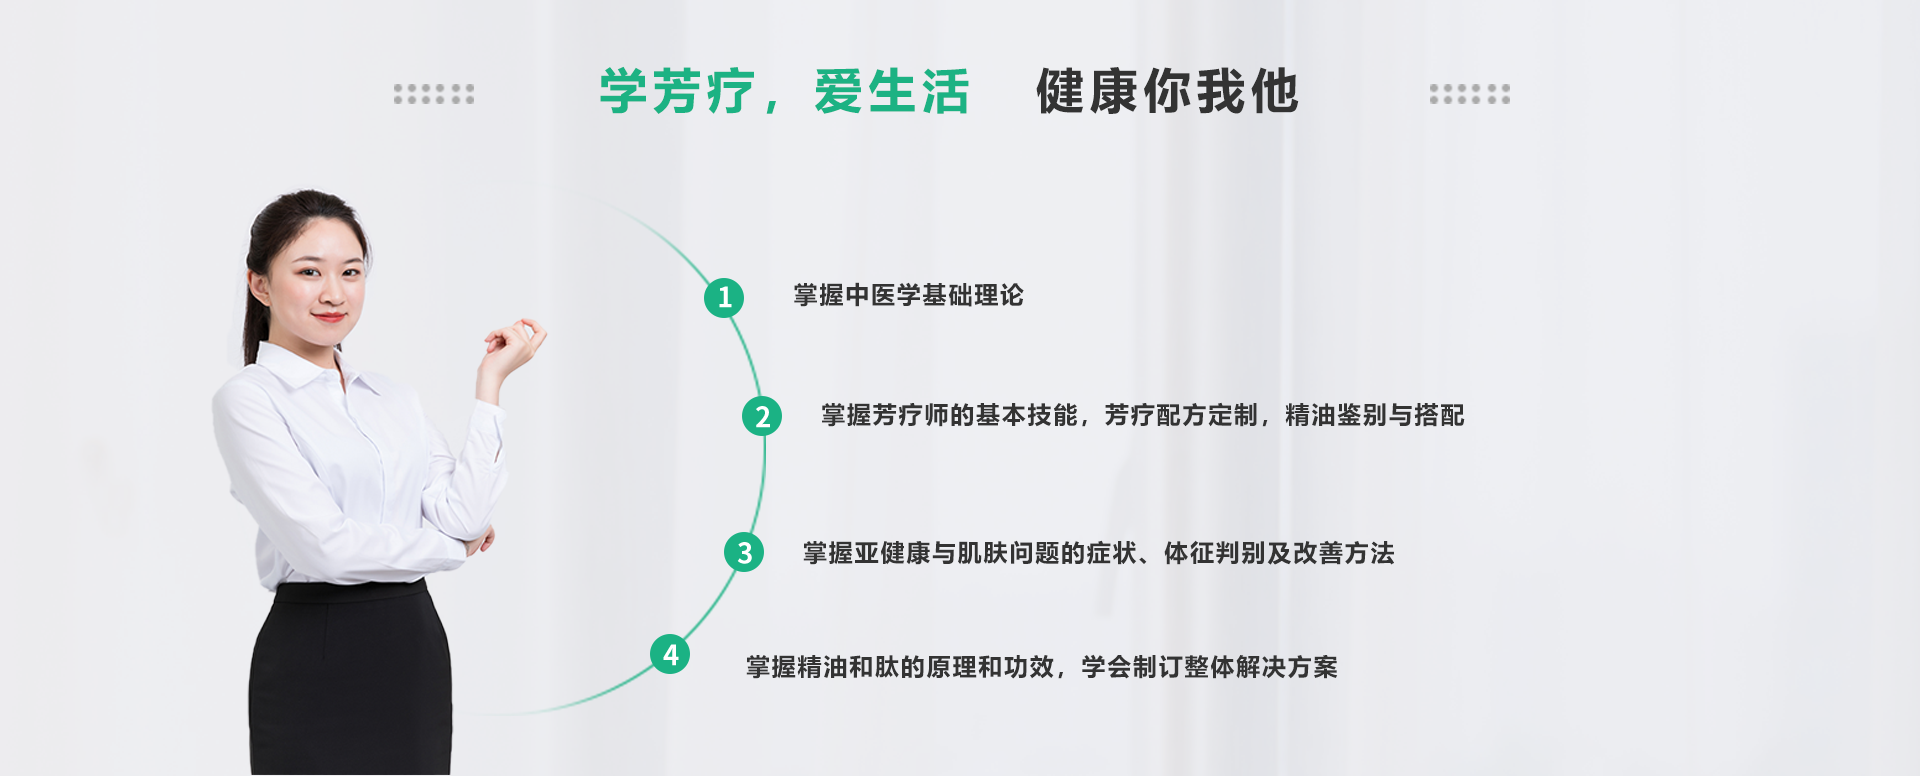 学芳疗，爱生活 健康你我他
1 掌握中医学基础理论
2 掌握芳疗师的基本技能，芳疗配方定制，精油鉴别与搭配
3 掌握亚健康与肌肤问题的症状、体征判别及改善方法
4 掌握精油和肽的原理和功效，学会制订整体解决方案